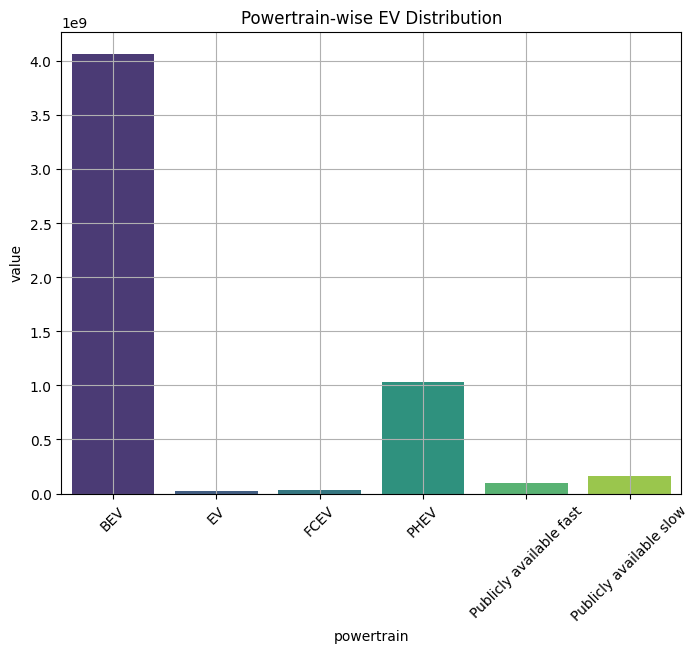 Powertrain-wise EV Distribution
1e9
4.0
3.5
3.0
2.5
2.0
1.5
1.0
0.5
0.0
value
BEV
EV
FCEV
PHEV
Publicly available fast
Publicly available slow
powertrain